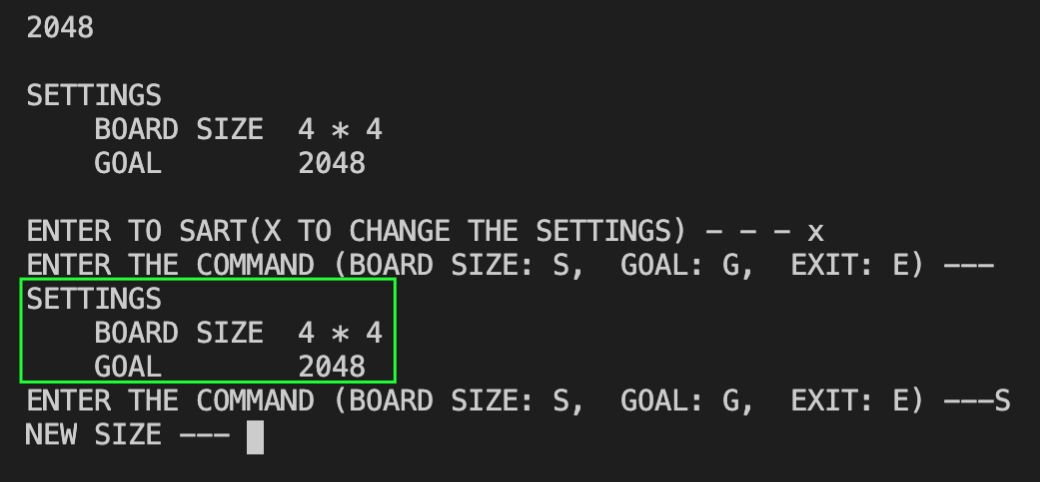 2048
SETTINGS
BOARD SIZE 4 * 4
GOAL 2048
ENTER TO SART(X TO CHANGE THE SETTINGS) - - - x
ENTER THE COMMAND (BOARD SIZE: S, GOAL: G, EXIT: E) ---
SETTINGS
BOARD SIZE 4 * 4
GOAL 2048
ENTER THE COMMAND (BOARD SIZE: S, GOAL: G, EXIT: E) ---S
NEW SIZE ---